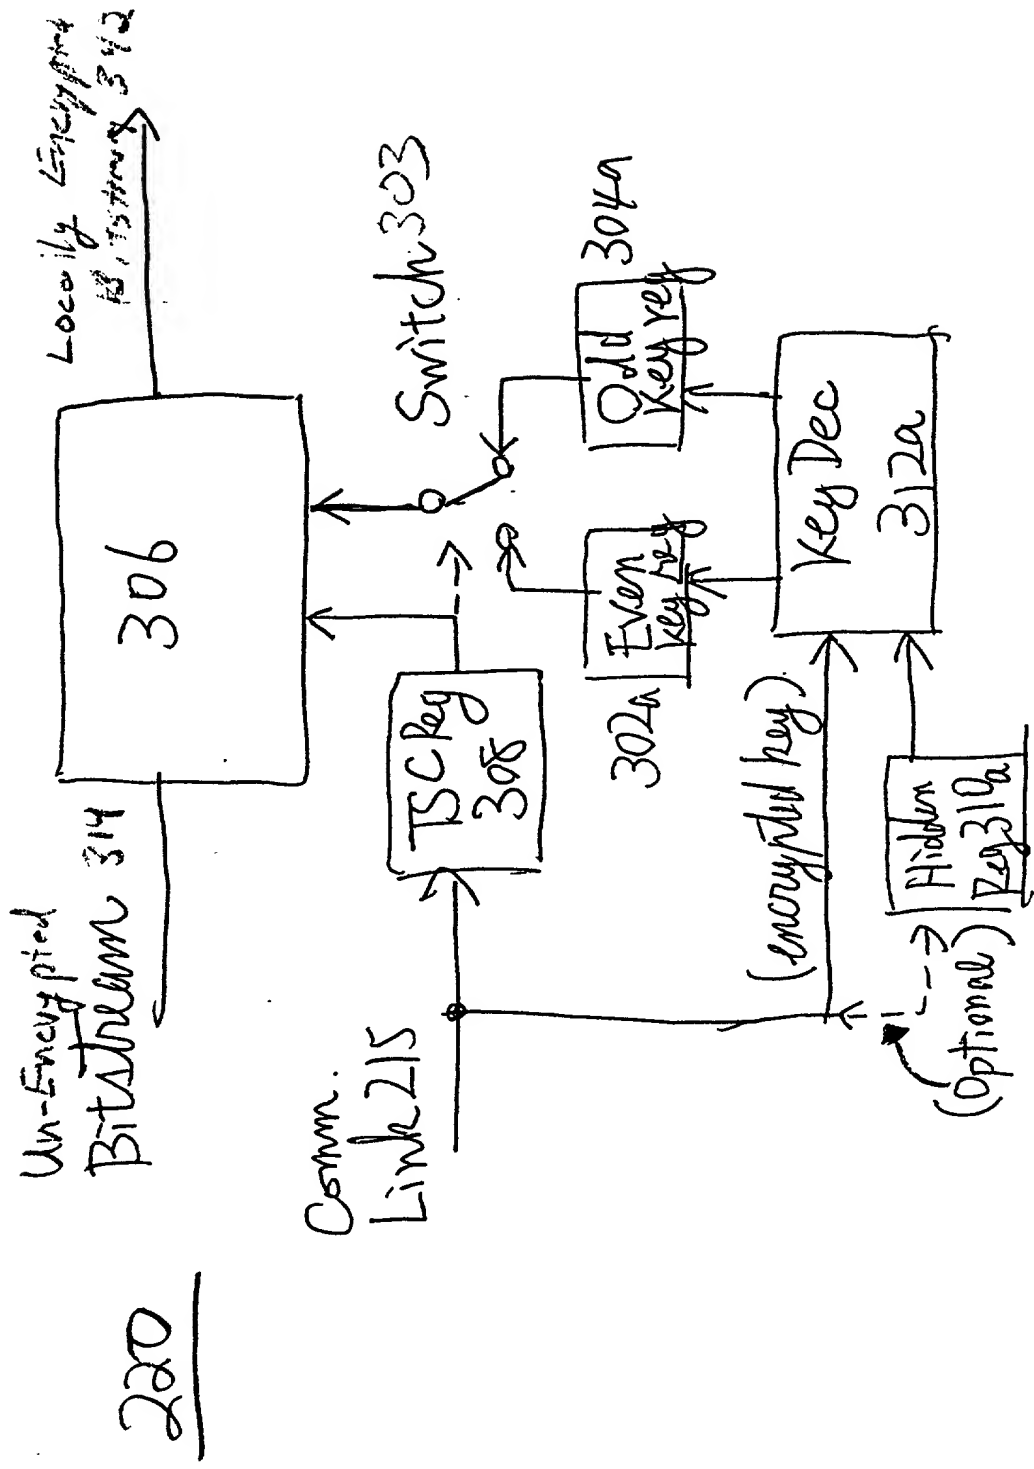 220
Un-Encrypted
Bitstream 314
306
Locally Encrypted
Bitstream 342
Comm.
Link 215
TSC Reg
308
Switch 303
302a
Even
key reg
Odd
key reg
304a
(encrypted key)
Key Dec
312a
Hidden
Reg 310a
(Optional)